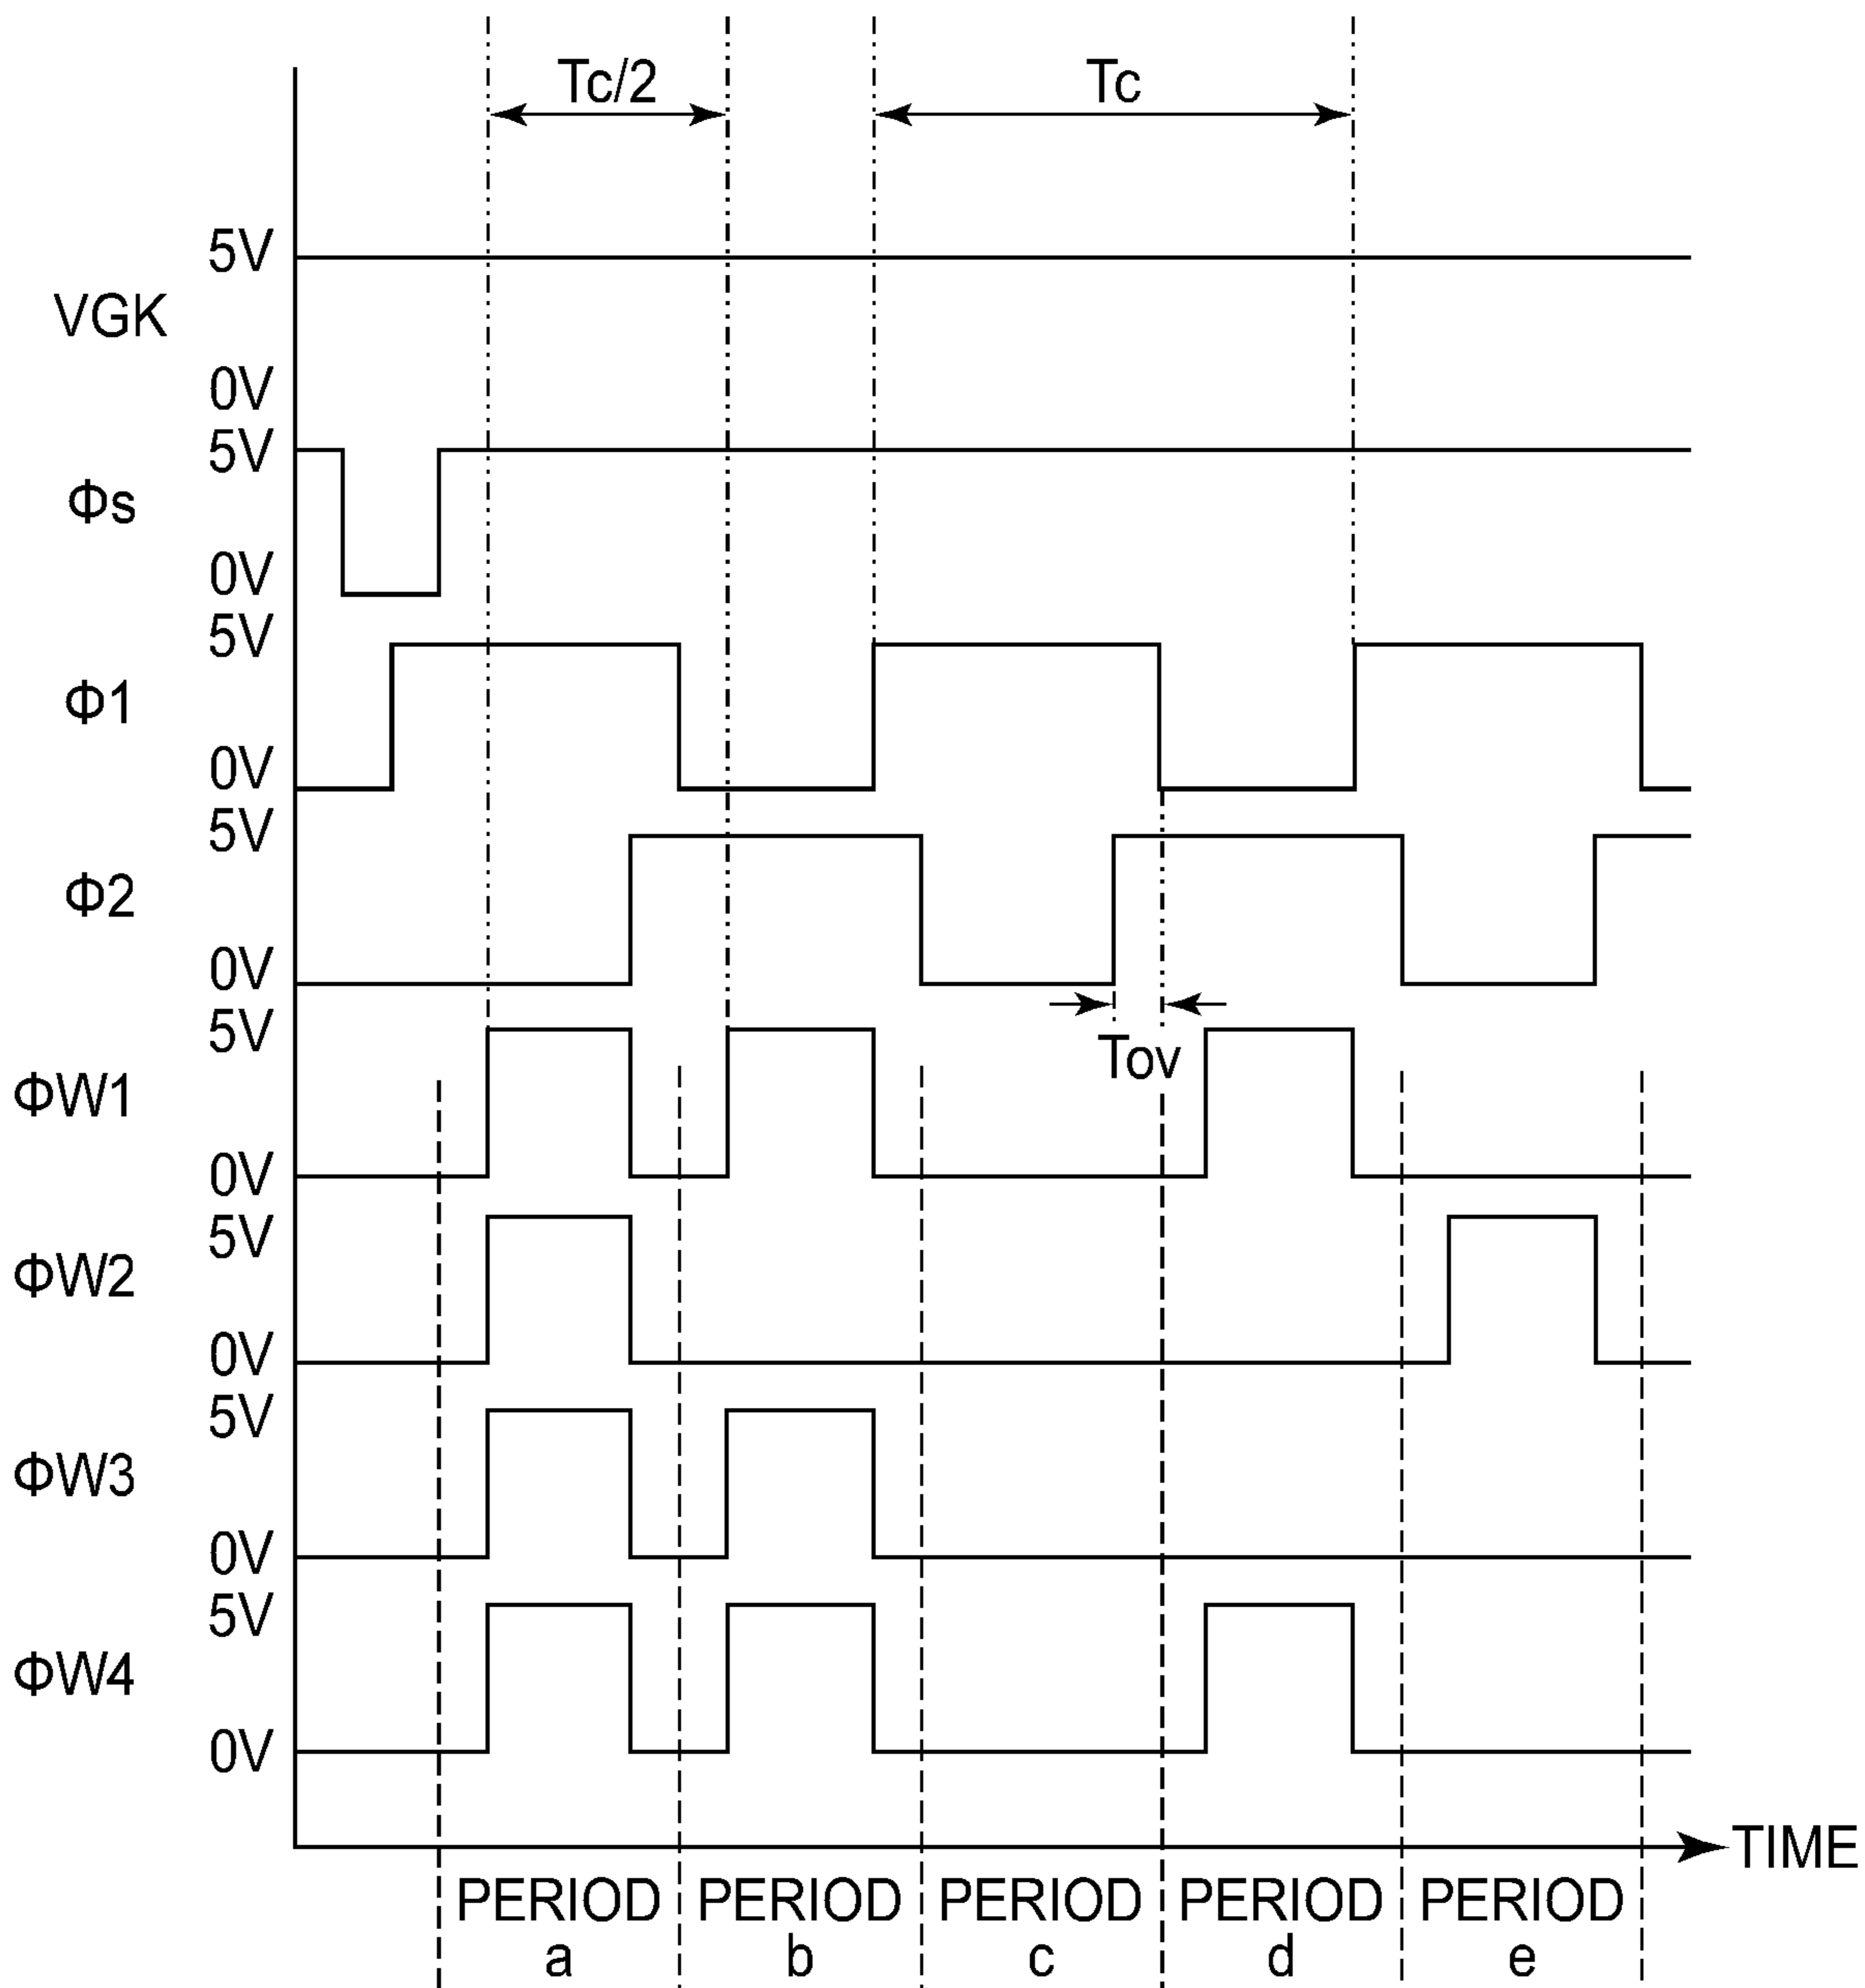 Tc/2
Tc
5V
VGK
0V
5V
Φs
0V
5V
Φ1
0V
5V
Φ2
0V
5V
Tov
ΦW1
0V
5V
ΦW2
0V
5V
ΦW3
0V
5V
ΦW4
0V
TIME
PERIOD a
PERIOD b
PERIOD c
PERIOD d
PERIOD e